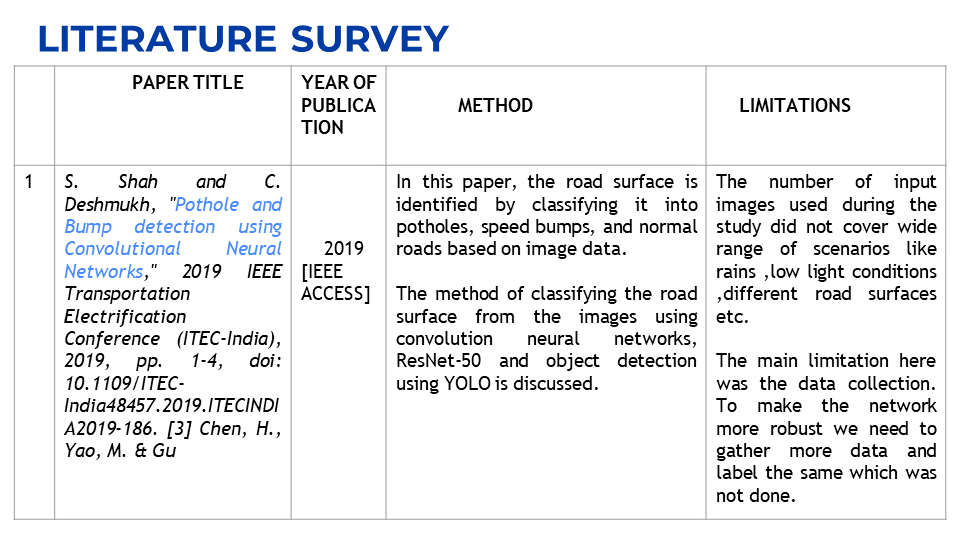 LITERATURE SURVEY
PAPER TITLE
YEAR OF
PUBLICA
TION
METHOD
LIMITATIONS
1
S. Shah and C.
Deshmukh, "Pothole and
Bump detection using
Convolutional Neural
Networks," 2019 IEEE
Transportation
Electrification
Conference (ITEC-India),
2019, pp. 1-4, doi:
10.1109/ITEC-
India48457.2019.ITECINDI
A2019-186. [3] Chen, H.,
Yao, M. & Gu
2019
[IEEE
ACCESS]
In this paper, the road surface is
identified by classifying it into
potholes, speed bumps, and normal
roads based on image data.
The method of classifying the road
surface from the images using
convolution neural networks,
ResNet-50 and object detection
using YOLO is discussed.
The number of input
images used during the
study did not cover wide
range of scenarios like
rains ,low light conditions
,different road surfaces
etc.
The main limitation here
was the data collection.
To make the network
more robust we need to
gather more data and
label the same which was
not done.